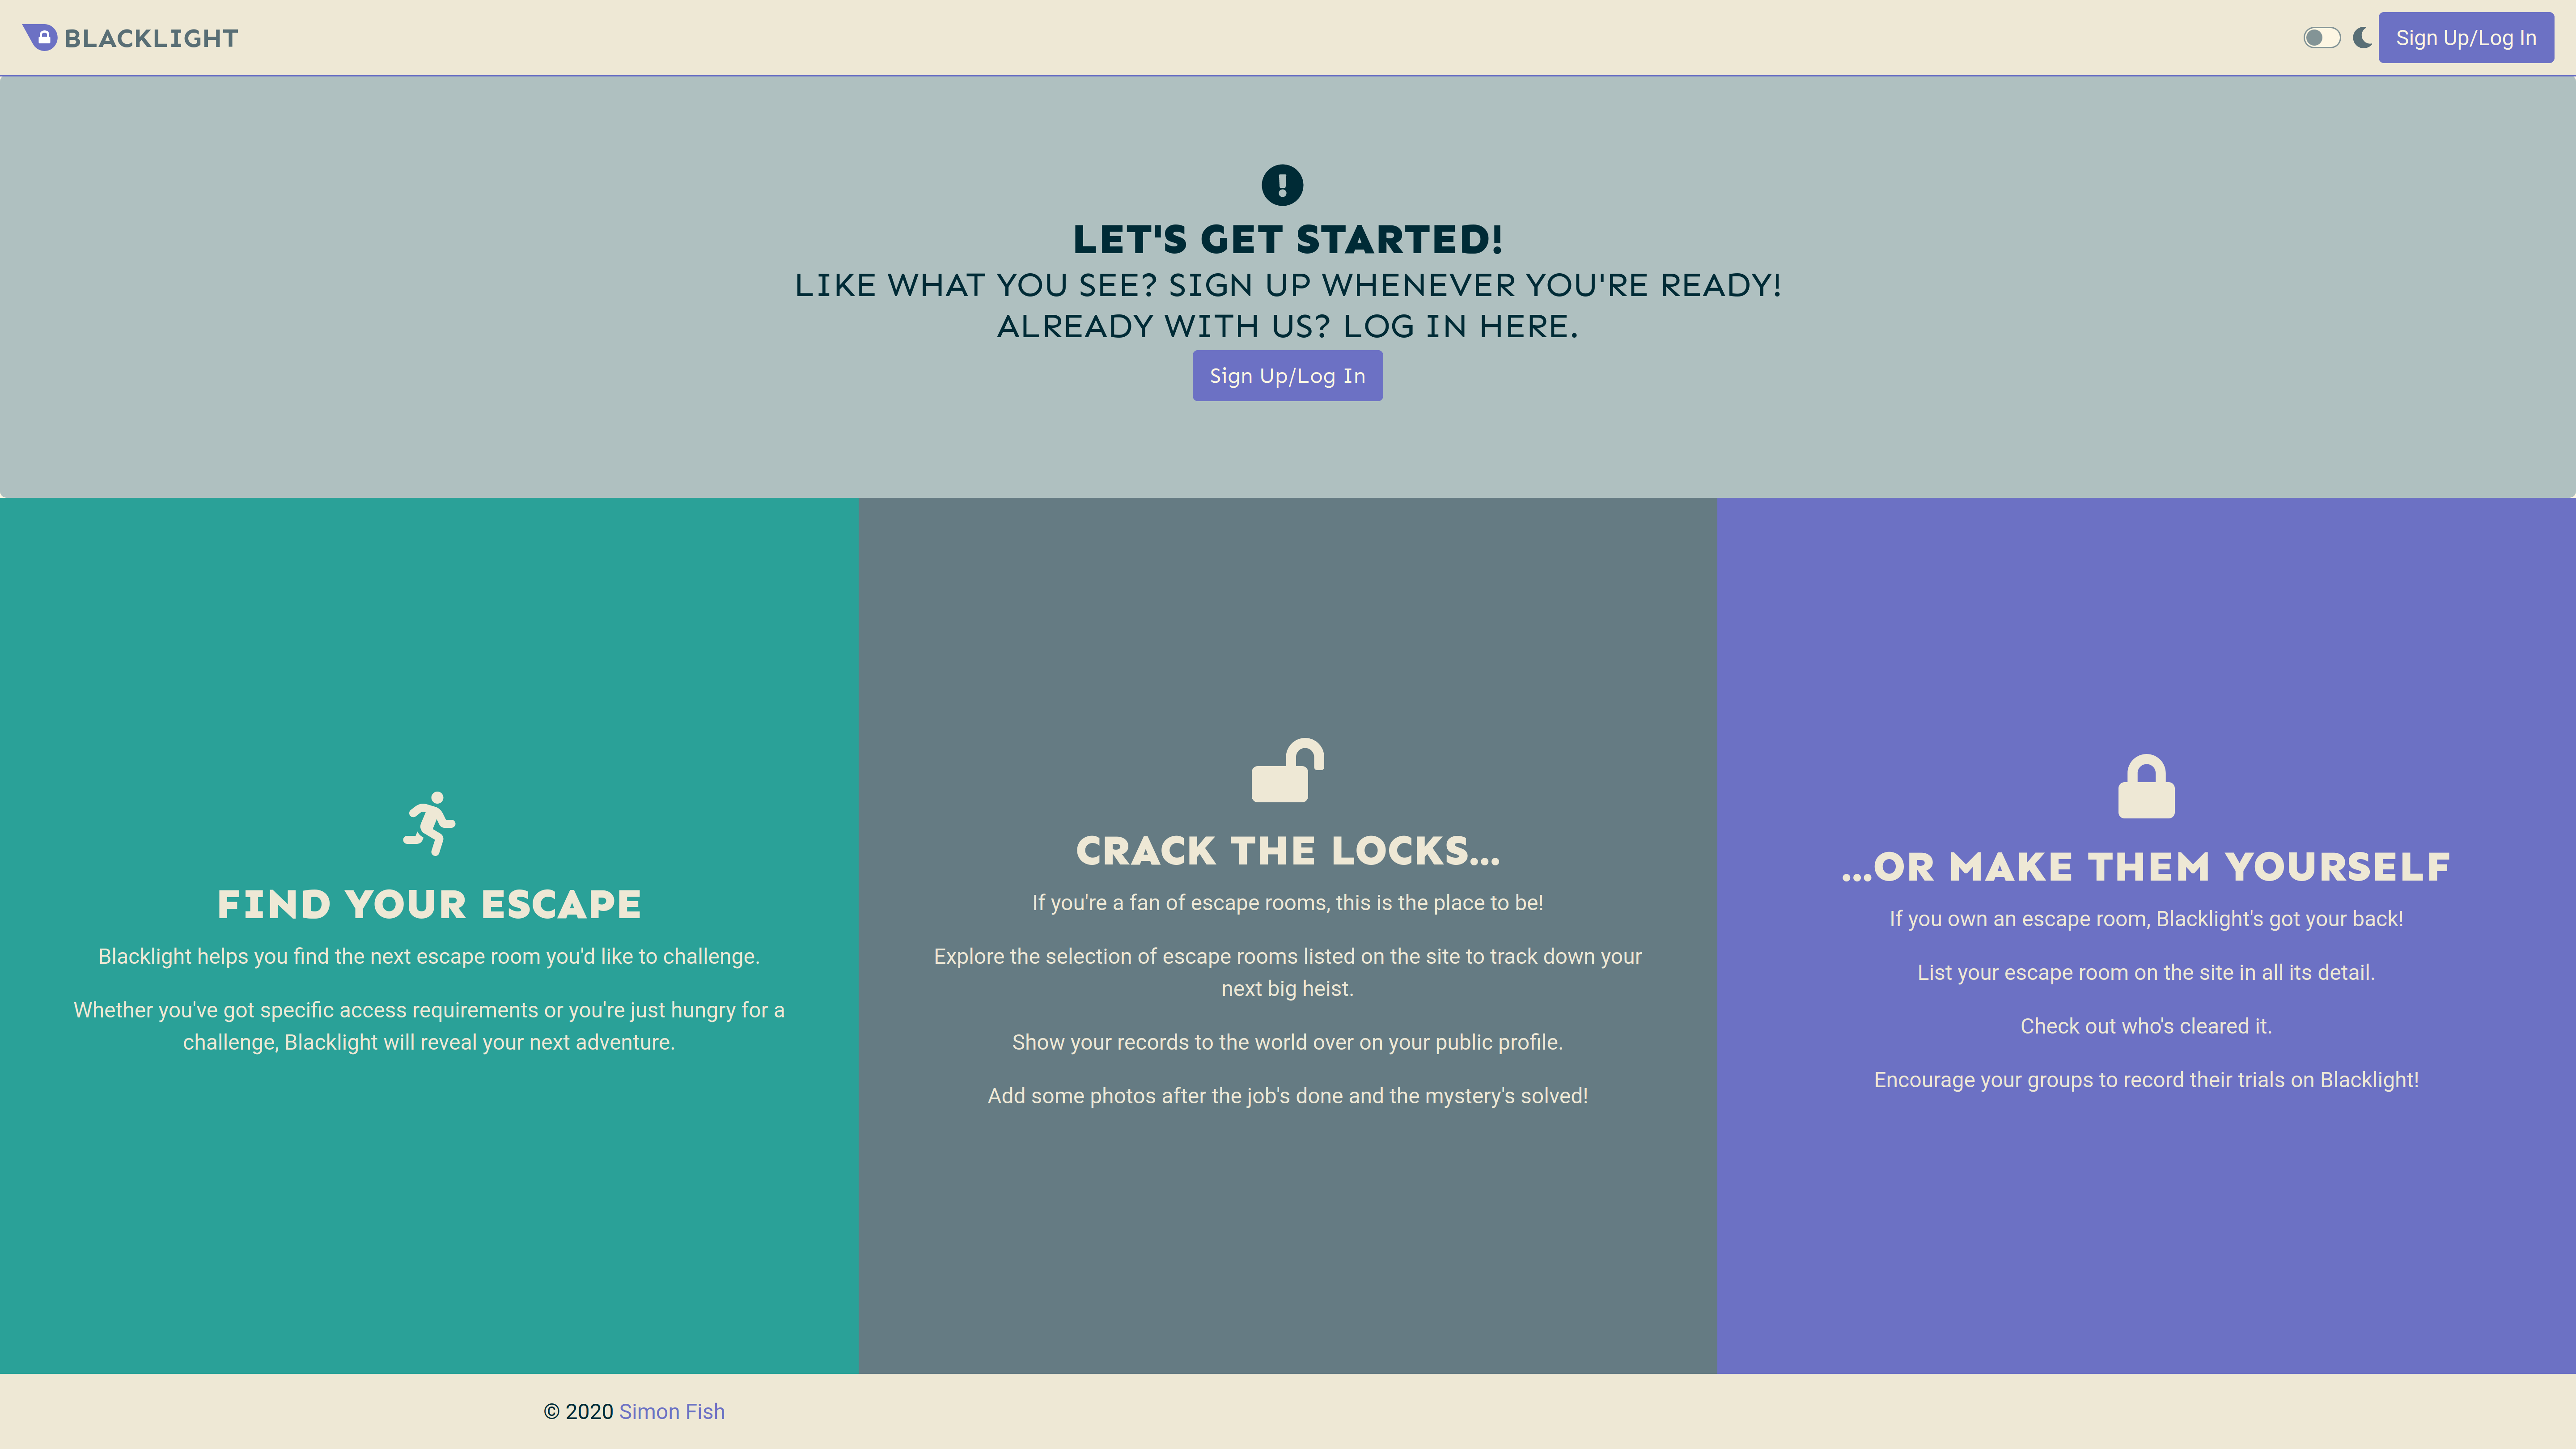 BLACKLIGHT
Sign Up/Log In
LET'S GET STARTED!
LIKE WHAT YOU SEE? SIGN UP WHENEVER YOU'RE READY!
ALREADY WITH US? LOG IN HERE.
Sign Up/Log In
FIND YOUR ESCAPE
Blacklight helps you find the next escape room you'd like to challenge.
Whether you've got specific access requirements or you're just hungry for a
challenge, Blacklight will reveal your next adventure.
CRACK THE LOCKS...
If you're a fan of escape rooms, this is the place to be!
Explore the selection of escape rooms listed on the site to track down your
next big heist.
Show your records to the world over on your public profile.
Add some photos after the job's done and the mystery's solved!
...OR MAKE THEM YOURSELF
If you own an escape room, Blacklight's got your back!
List your escape room on the site in all its detail.
Check out who's cleared it.
Encourage your groups to record their trials on Blacklight!
© 2020 Simon Fish